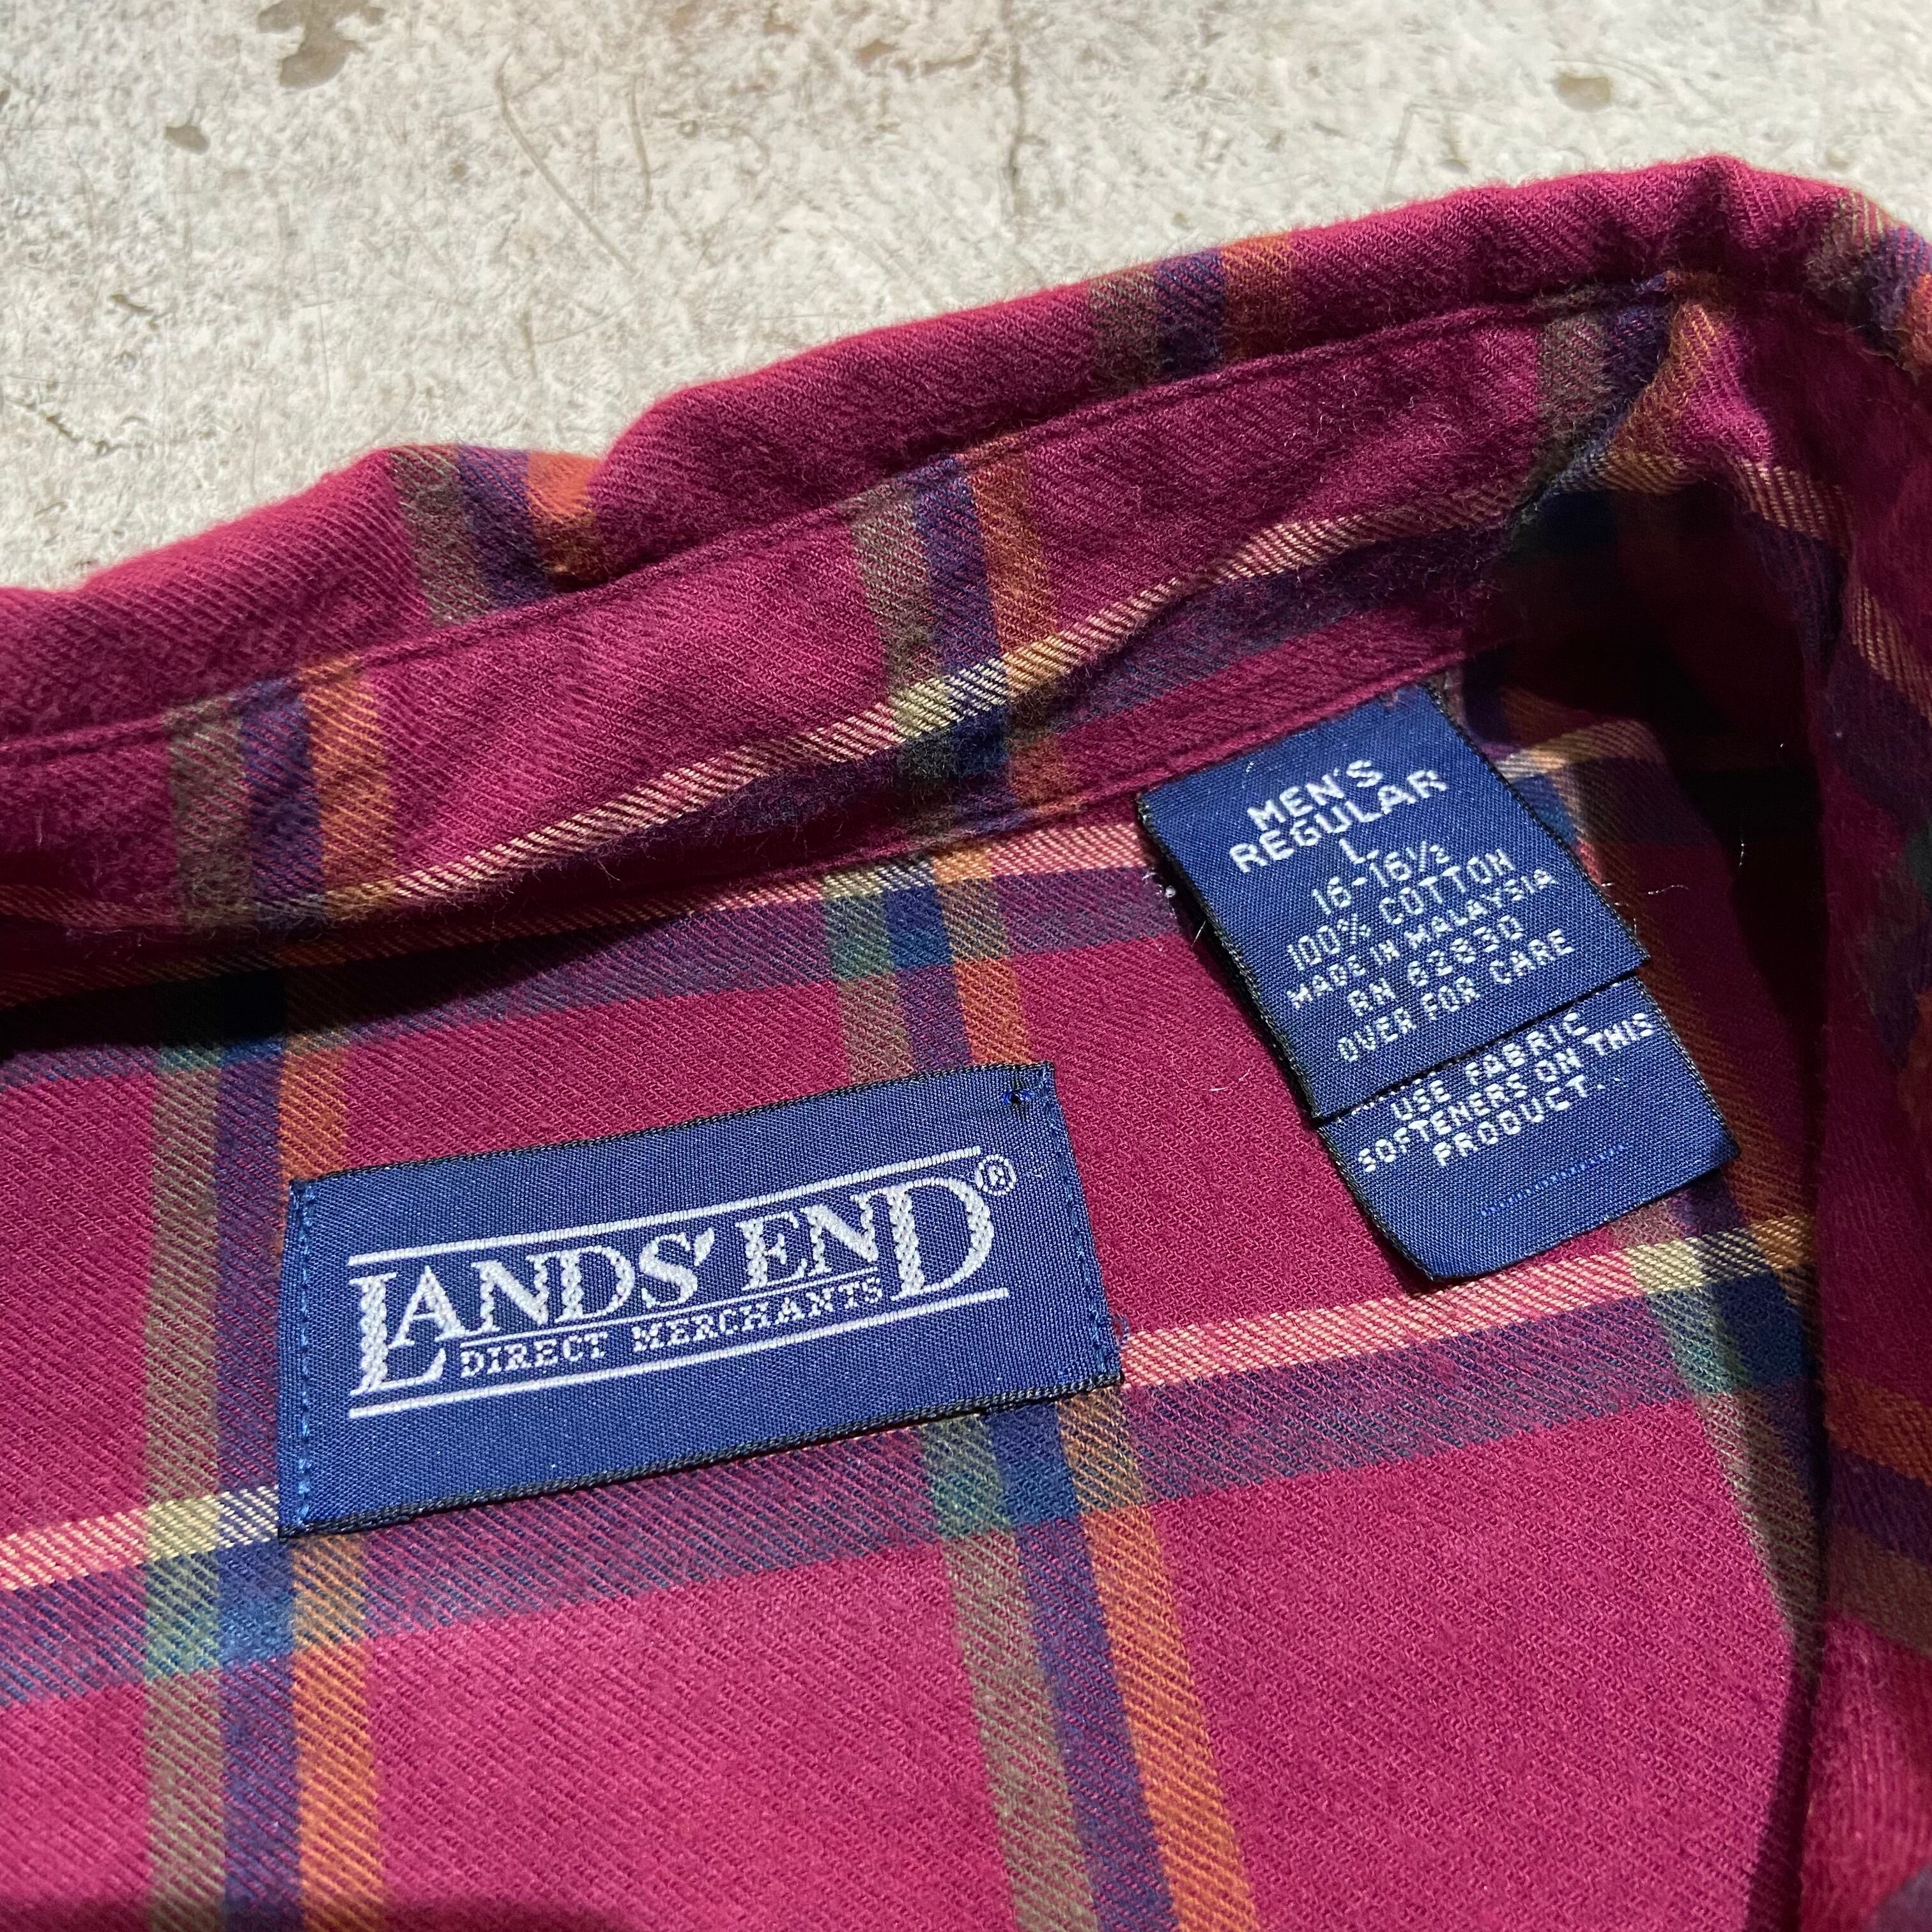 LANDS' END®
DIRECT MERCHANTS
MEN'S
REGULAR
L
16-16½
100% COTTON
MADE IN MALAYSIA
RN 62830
OVER FOR CARE
USE FABRIC
SOFTENERS ON THIS
PRODUCT...